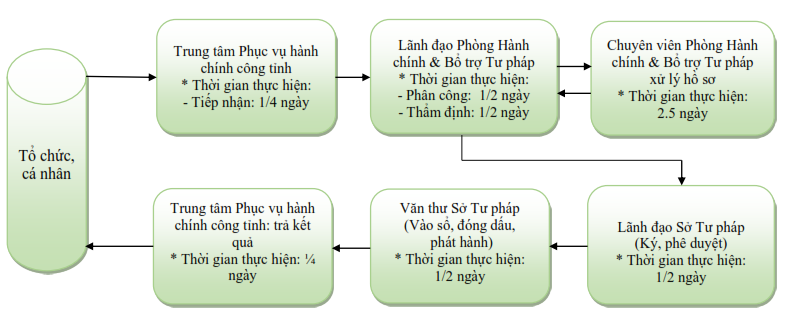 Tổ chức,
cá nhân
Trung tâm Phục vụ hành
chính công tỉnh
* Thời gian thực hiện:
- Tiếp nhận: 1/4 ngày
Lãnh đạo Phòng Hành
chính & Bổ trợ Tư pháp
* Thời gian thực hiện:
- Phân công: 1/2 ngày
- Thẩm định: 1/2 ngày
Chuyên viên Phòng Hành
chính & Bổ trợ Tư pháp
xử lý hồ sơ
* Thời gian thực hiện:
2.5 ngày
Lãnh đạo Sở Tư pháp
(Ký, phê duyệt)
* Thời gian thực hiện:
1/2 ngày
Văn thư Sở Tư pháp
(Vào sổ, đóng dấu,
phát hành)
* Thời gian thực hiện:
1/2 ngày
Trung tâm Phục vụ hành
chính công tỉnh: trả kết
quả
* Thời gian thực hiện: ¼
ngày